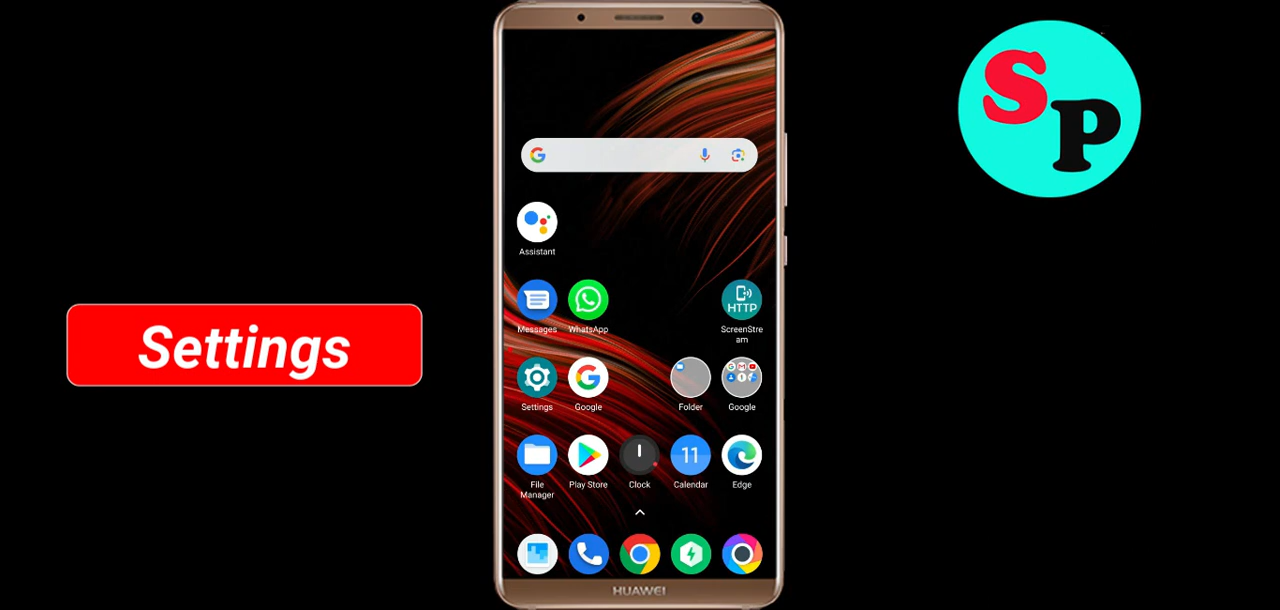 SP
Assistant
Messages
WhatsApp
HTTP
ScreenStre
am
Settings
Settings
Google
Folder
Google
11
File
Manager
Play Store
Clock
Calendar
Edge
HUAWEI